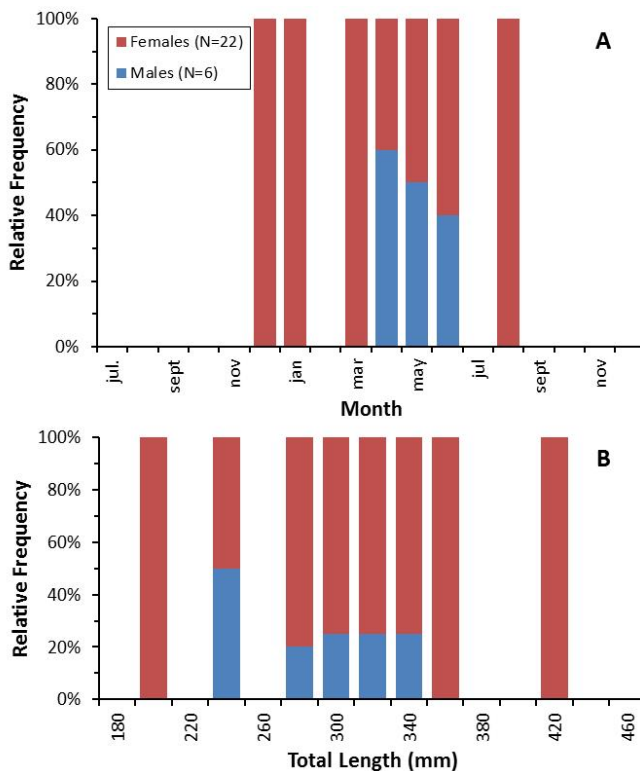 100%
80%
60%
40%
20%
0%
Relative Frequency
Females (N=22)
Males (N=6)
A
jul. sept nov jan mar may jul sept nov
Month
100%
80%
60%
40%
20%
0%
Relative Frequency
B
180 220 260 300 340 380 420 460
Total Length (mm)